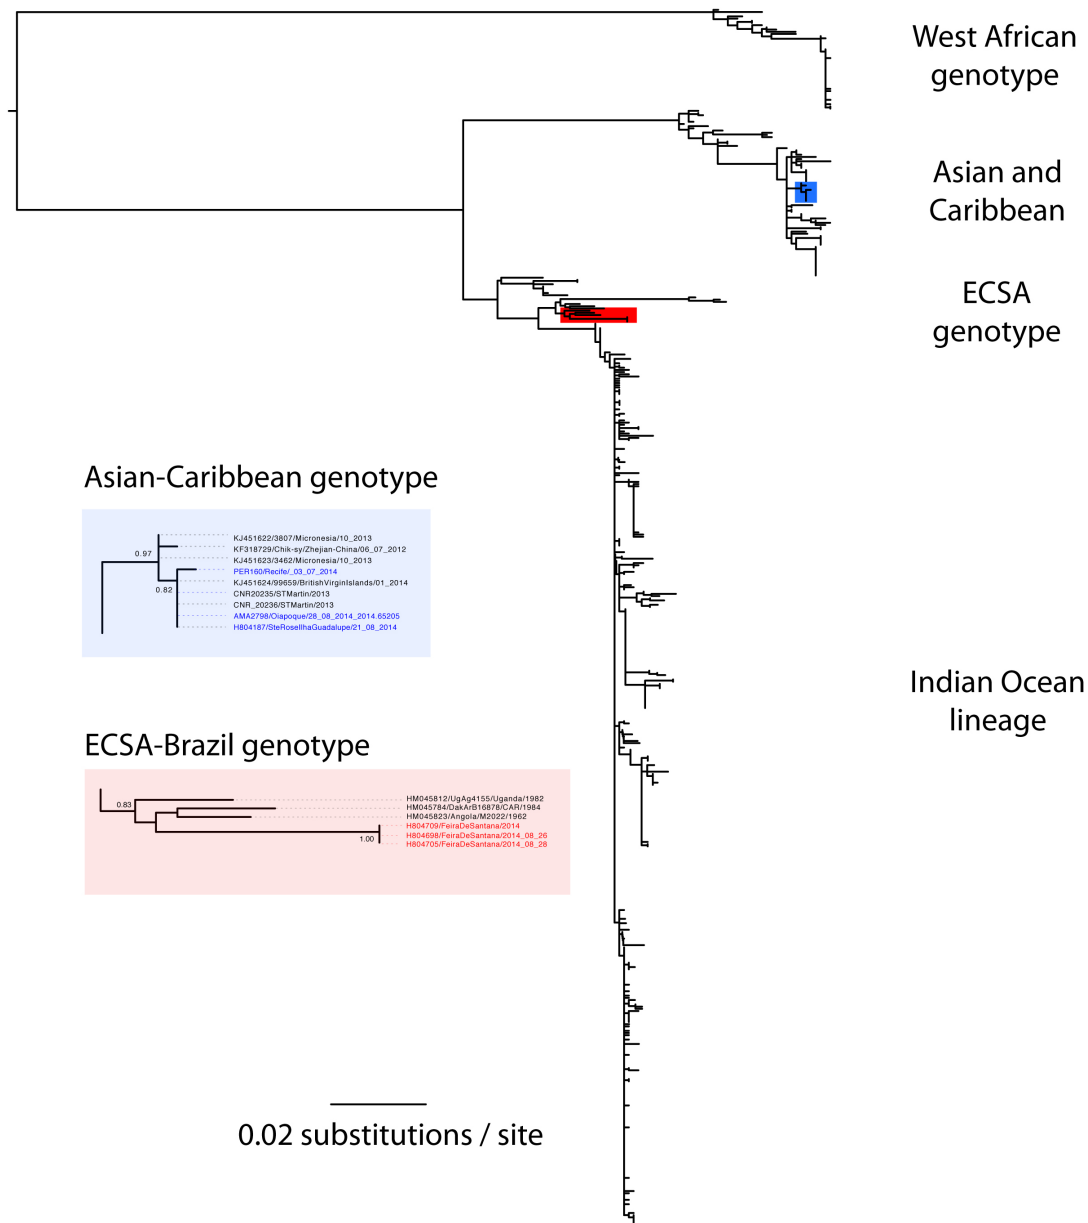 West African
genotype
Asian and
Caribbean
ECSA
genotype
Asian-Caribbean genotype
0.97
0.82
KJ451622/3807/Micronesia/10_2013
KF318729/Chik-sy/Zhejian-China/06_07_2012
KJ451623/3462/Micronesia/10_2013
PER160/Recife/_03_07_2014
KJ451624/99659/BritishVirginIslands/01_2014
CNR20235/STMartin/2013
CNR_20236/STMartin/2013
AMA2798/Oiapoque/26_08_2014_2014.65205
H804187/SteRoseIlhaGuadalupe/21_08_2014
Indian Ocean
lineage
ECSA-Brazil genotype
0.83
1.00
HM045812/UgAg4155/Uganda/1982
HM045784/DakArB16878/CAR/1984
HM045823/Angola/M2022/1962
H804709/FeiraDeSantana/2014
H804698/FeiraDeSantana/2014_08_26
H804705/FeiraDeSantana/2014_08_28
0.02 substitutions / site